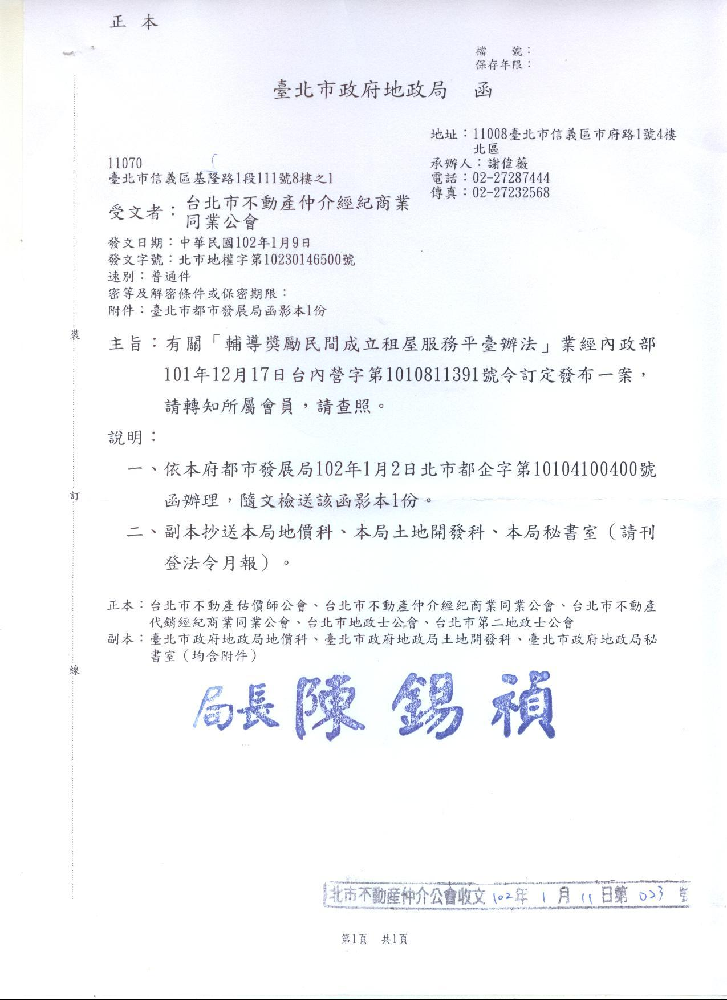 正 本
檔 號：
保存年限：
臺北市政府地政局 函
地址：11008臺北市信義區市府路1號4樓
北區
承辦人：謝偉薇
電話：02-27287444
傳真：02-27232568
11070
臺北市信義區基隆路1段111號8樓之1
受文者：台北市不動產仲介經紀商業
同業公會
發文日期：中華民國102年1月9日
發文字號：北市地權字第10230146500號
速別：普通件
密等及解密條件或保密期限：
附件：臺北市都市發展局函影本1份
主旨：有關「輔導獎勵民間成立租屋服務平臺辦法」業經內政部
101年12月17日台內營字第1010811391號令訂定發布一案，
請轉知所屬會員，請查照。
說明：
一、依本府都市發展局102年1月2日北市都企字第10104100400號
函辦理，隨文檢送該函影本1份。
二、副本抄送本局地價科、本局土地開發科、本局秘書室（請刊
登法令月報）。
正本：台北市不動產估價師公會、台北市不動產仲介經紀商業同業公會、台北市不動產
代銷經紀商業同業公會、台北市地政士公會、台北市第二地政士公會
副本：臺北市政府地政局地價科、臺北市政府地政局土地開發科、臺北市政府地政局秘
書室（均含附件）
裝
訂
線
局長 陳錫禎
北市不動產仲介公會收文102年1月11日第023號
第1頁 共1頁